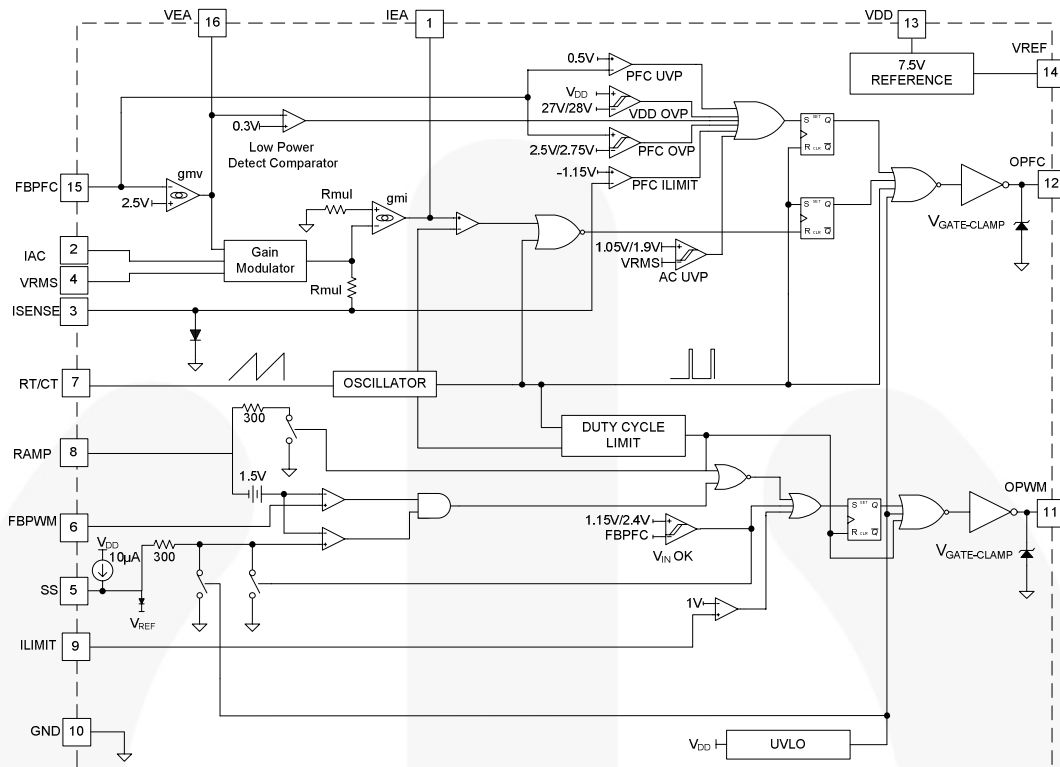 VEA
16
IEA
1
VDD
13
VREF
14
7.5V
REFERENCE
0.5V
PFC UVP
VDD
27V/28V
VDD OVP
0.3V
Low Power
Detect Comparator
2.5V/2.75V
PFC OVP
-1.15V
PFC ILIMIT
S SET Q
R CLR Q
FBPFC
15
gmv
2.5V
Rmul
gmi
OPFC
12
VGATE-CLAMP
S SET Q
R CLR Q
IAC
2
VRMS
4
Gain
Modulator
1.05V/1.9V
VRMS
AC UVP
ISENSE
3
Rmul
RT/CT
7
OSCILLATOR
300
DUTY CYCLE
LIMIT
RAMP
8
1.5V
FBPWM
6
1.15V/2.4V
FBPFC
VIN OK
S SET Q
R CLR Q
OPWM
11
VGATE-CLAMP
VDD
10µA
300
SS
5
VREF
1V
ILIMIT
9
GND
10
VDD
UVLO